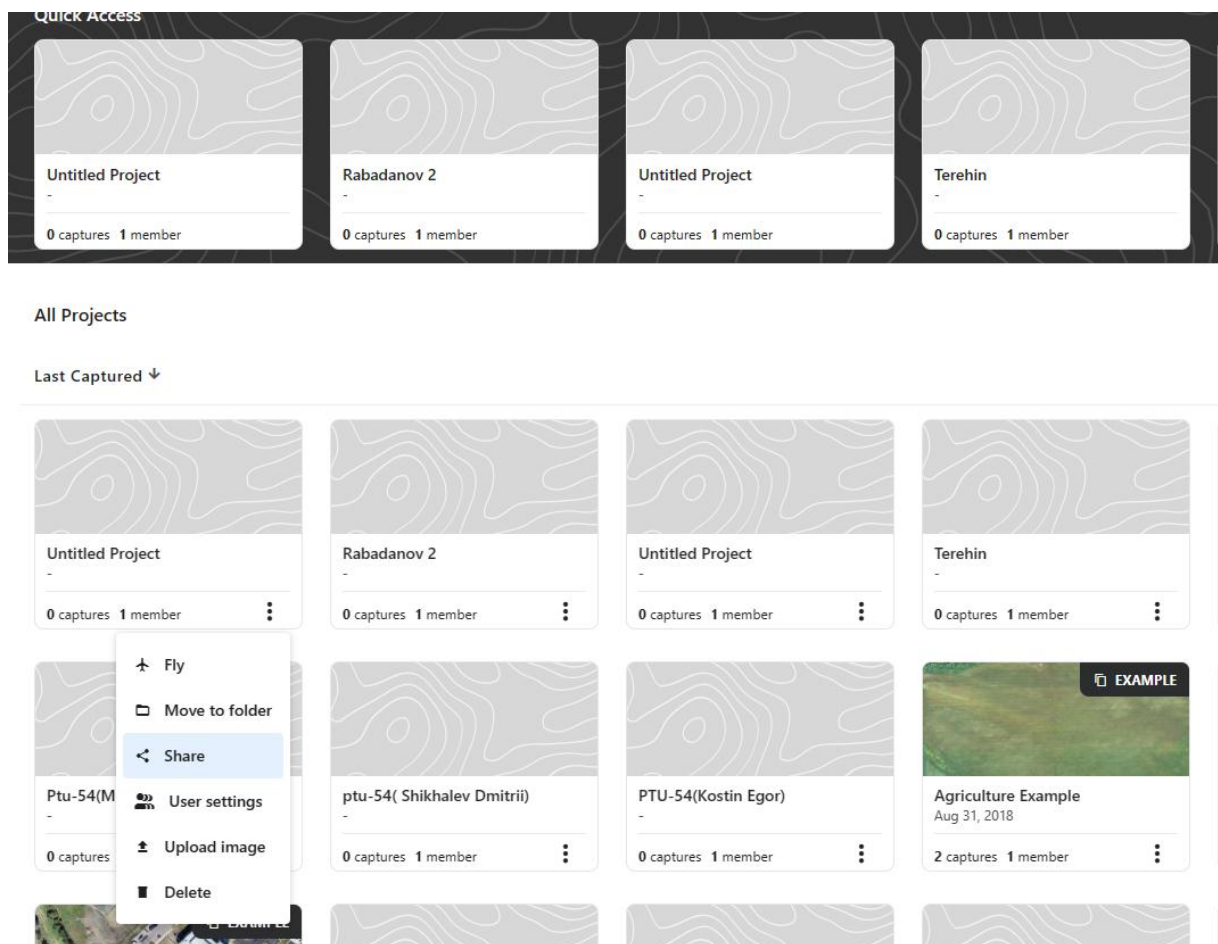 Quick Access
Untitled Project
-
0 captures 1 member
Rabadanov 2
-
0 captures 1 member
Untitled Project
-
0 captures 1 member
Terehin
-
0 captures 1 member
All Projects
Last Captured
Untitled Project
-
0 captures 1 member
Rabadanov 2
-
0 captures 1 member
Untitled Project
-
0 captures 1 member
Terehin
-
0 captures 1 member
Fly
Move to folder
Share
User settings
Upload image
Delete
Ptu-54(M
-
0 captures
ptu-54( Shikhalev Dmitrii)
-
0 captures 1 member
PTU-54(Kostin Egor)
-
0 captures 1 member
EXAMPLE
Agriculture Example
Aug 31, 2018
2 captures 1 member
EXAMPLE